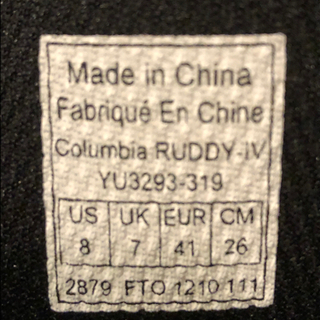 Made in China
Fabriqué En Chine
Columbia RUDDY-IV
YU3293-319
US UK EUR CM
8 7 41 26
2879 FTO 1210 111